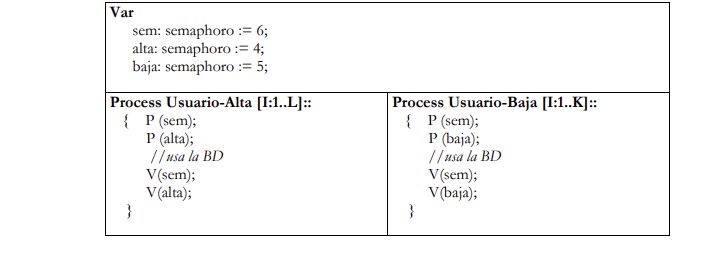 Var
sem: semaphoro := 6;
alta: semaphoro := 4;
baja: semaphoro := 5;
Process Usuario-Alta [I:1..L]::
{ P (sem);
P (alta);
//usa la BD
V(sem);
V(alta);
}
Process Usuario-Baja [I:1..K]::
{ P (sem);
P (baja);
//usa la BD
V(sem);
V(baja);
}